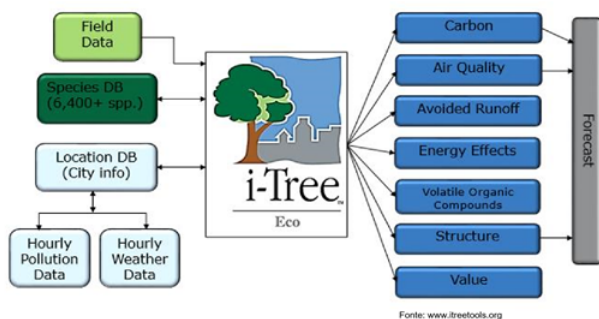 Field
Data
Species DB
(6,400+ spp.)
Location DB
(City info)
Hourly
Pollution
Data
Hourly
Weather
Data
i-Tree™
Eco
Carbon
Air Quality
Avoided Runoff
Energy Effects
Volatile Organic
Compounds
Structure
Value
Forecast
Fonte: www.itreetools.org